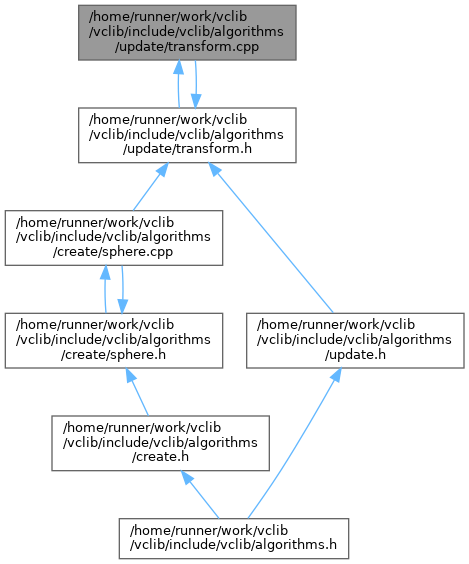 /home/runner/work/vclib
/vclib/include/vclib/algorithms
/update/transform.cpp
/home/runner/work/vclib
/vclib/include/vclib/algorithms
/update/transform.h
/home/runner/work/vclib
/vclib/include/vclib/algorithms
/create/sphere.cpp
/home/runner/work/vclib
/vclib/include/vclib/algorithms
/create/sphere.h
/home/runner/work/vclib
/vclib/include/vclib/algorithms
/update.h
/home/runner/work/vclib
/vclib/include/vclib/algorithms
/create.h
/home/runner/work/vclib
/vclib/include/vclib/algorithms.h